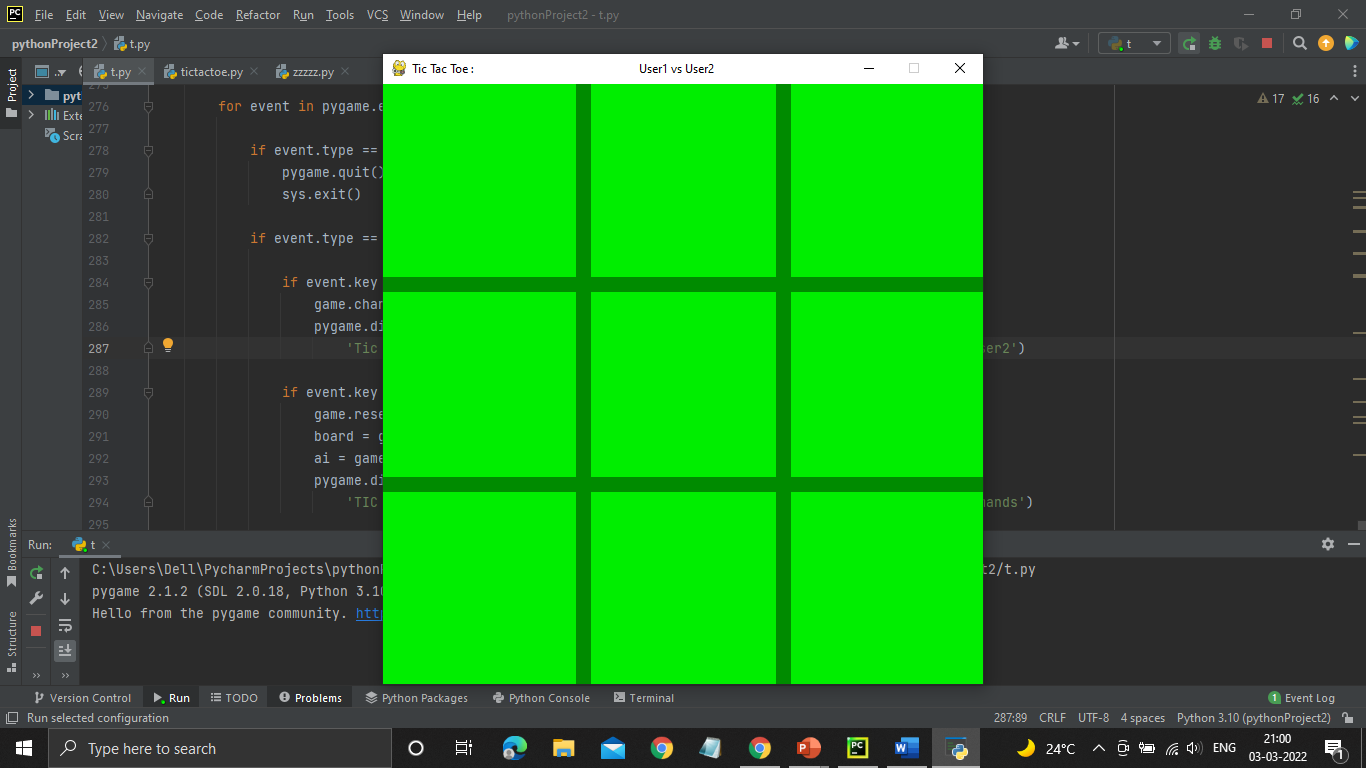 File Edit View Navigate Code Refactor Run Tools VCS Window Help pythonProject2 - t.py
pythonProject2 t.py t
Project
.. t.py tictactoe.py zzzzz.py
Tic Tac Toe : User1 vs User2
pyt
Exte
Scra
17 16
275
276 for event in pygame.e
277
278 if event.type ==
279 pygame.quit()
280 sys.exit()
281
282 if event.type ==
283
284 if event.key
285 game.chan
286 pygame.di
287 'Tic ser2')
288
289 if event.key
290 game.rese
291 board = g
292 ai = game
293 pygame.di
294 'TIC mands')
295
Bookmarks
Structure
Run: t
C:\Users\Dell\PycharmProjects\pythonP t2/t.py
pygame 2.1.2 (SDL 2.0.18, Python 3.10
Hello from the pygame community. http
Version Control Run TODO Problems Python Packages Python Console Terminal 1 Event Log
Run selected configuration 287:89 CRLF UTF-8 4 spaces Python 3.10 (pythonProject2)
Type here to search 24°C ENG 21:00
03-03-2022 1